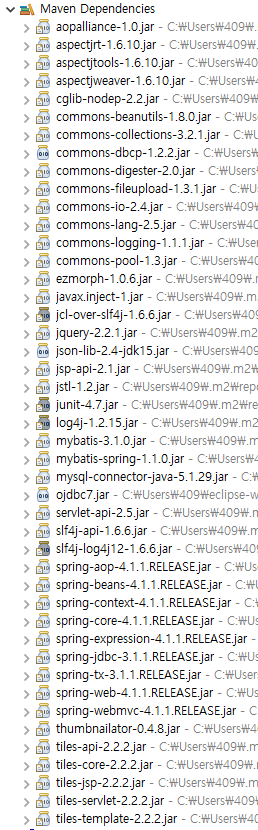 Maven Dependencies
aopalliance-1.0.jar - C:₩Users₩409₩.
aspectjrt-1.6.10.jar - C:₩Users₩409₩
aspectjtools-1.6.10.jar - C:₩Users₩
aspectjweaver-1.6.10.jar - C:₩Users
cglib-nodep-2.2.jar - C:₩Users₩409
commons-beanutils-1.8.0.jar - C:₩U
commons-collections-3.2.1.jar - C:₩
commons-dbcp-1.2.2.jar - C:₩Users
commons-digester-2.0.jar - C:₩User
commons-fileupload-1.3.1.jar - C:₩
commons-io-2.4.jar - C:₩Users₩409
commons-lang-2.5.jar - C:₩Users₩4
commons-logging-1.1.1.jar - C:₩Us
commons-pool-1.3.jar - C:₩Users₩4
ezmorph-1.0.6.jar - C:₩Users₩409₩
javax.inject-1.jar - C:₩Users₩409₩.r
jcl-over-slf4j-1.6.6.jar - C:₩Users₩4
jquery-2.2.1.jar - C:₩Users₩409₩.m
json-lib-2.4-jdk15.jar - C:₩Users₩4
jsp-api-2.1.jar - C:₩Users₩409₩.m2
jstl-1.2.jar - C:₩Users₩409₩.m2₩repo
junit-4.7.jar - C:₩Users₩409₩.m2₩re
log4j-1.2.15.jar - C:₩Users₩409₩.m2
mybatis-3.1.0.jar - C:₩Users₩409₩.m
mybatis-spring-1.1.0.jar - C:₩Users₩
mysql-connector-java-5.1.29.jar - C:
ojdbc7.jar - C:₩Users₩409₩eclipse-w
servlet-api-2.5.jar - C:₩Users₩409₩
slf4j-api-1.6.6.jar - C:₩Users₩409₩.m
slf4j-log4j12-1.6.6.jar - C:₩Users₩4
spring-aop-4.1.1.RELEASE.jar - C:₩U
spring-beans-4.1.1.RELEASE.jar - C:₩
spring-context-4.1.1.RELEASE.jar - C
spring-core-4.1.1.RELEASE.jar - C:₩U
spring-expression-4.1.1.RELEASE.jar
spring-jdbc-3.1.1.RELEASE.jar - C:₩U
spring-tx-3.1.1.RELEASE.jar - C:₩Use
spring-web-4.1.1.RELEASE.jar - C:₩U
spring-webmvc-4.1.1.RELEASE.jar - C
thumbnailator-0.4.8.jar - C:₩Users₩
tiles-api-2.2.2.jar - C:₩Users₩409₩.
tiles-core-2.2.2.jar - C:₩Users₩409₩
tiles-jsp-2.2.2.jar - C:₩Users₩409₩.
tiles-servlet-2.2.2.jar - C:₩Users₩40
tiles-template-2.2.2.jar - C:₩Users₩